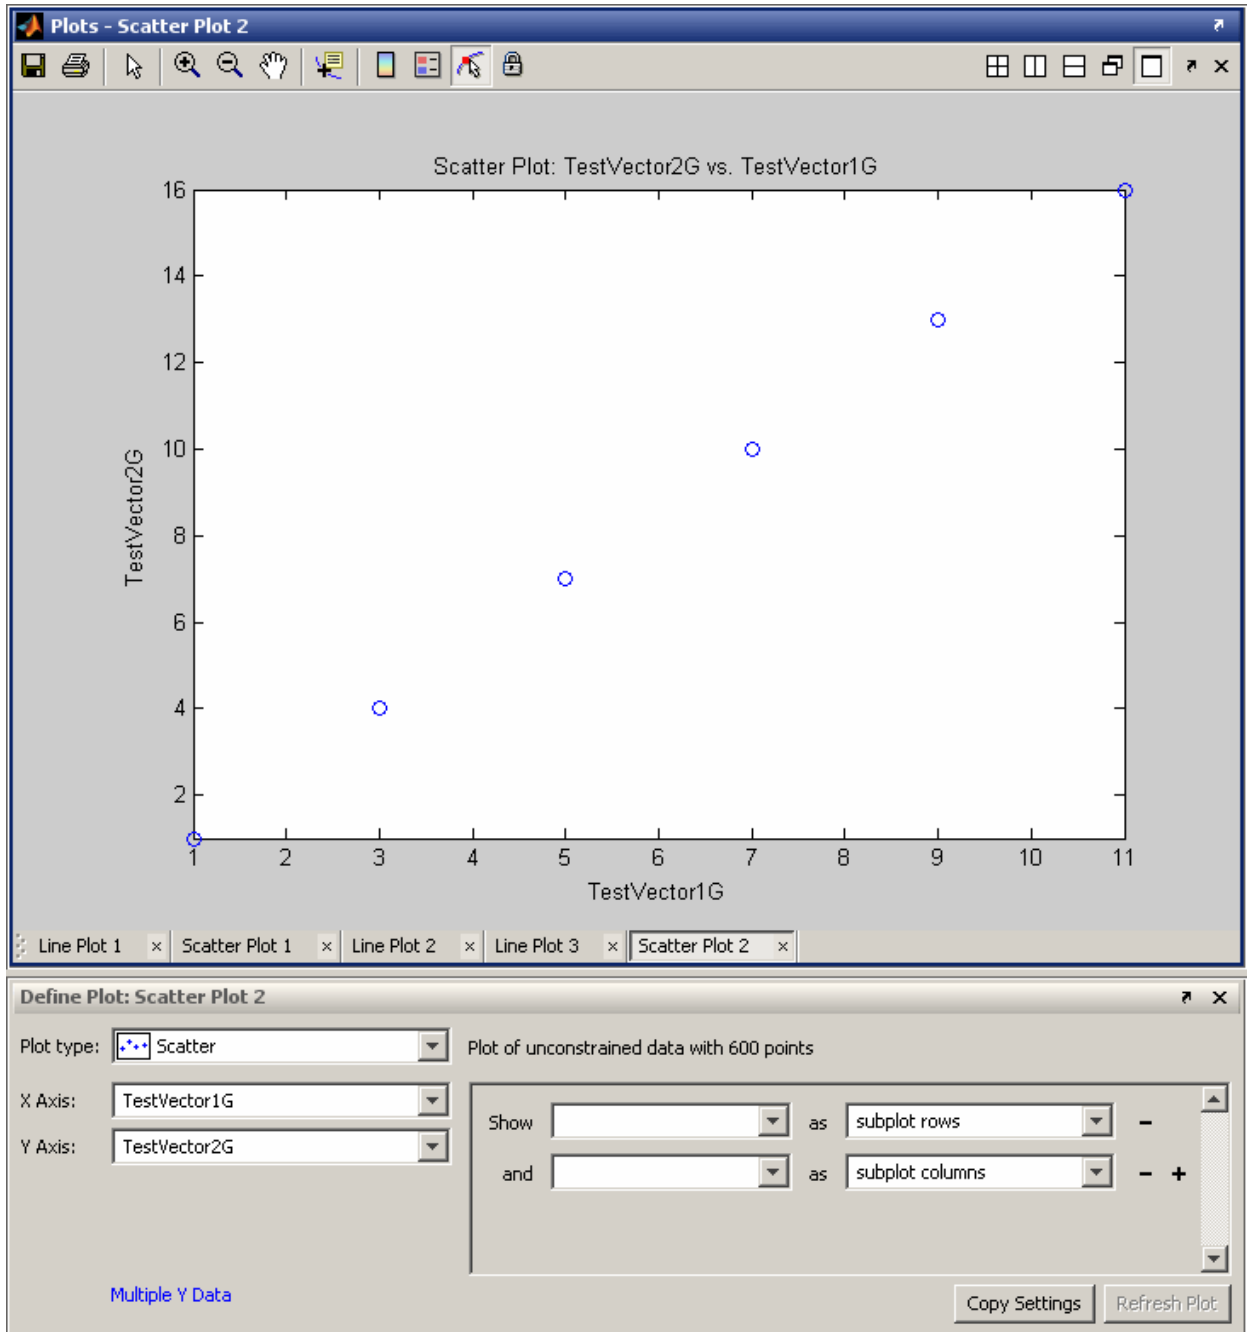 Plots - Scatter Plot 2
Scatter Plot: TestVector2G vs. TestVector1G
16
14
12
10
8
6
4
2
TestVector2G
1 2 3 4 5 6 7 8 9 10 11
TestVector1G
Line Plot 1 Scatter Plot 1 Line Plot 2 Line Plot 3 Scatter Plot 2
Define Plot: Scatter Plot 2
Plot type: Scatter Plot of unconstrained data with 600 points
X Axis: TestVector1G
Y Axis: TestVector2G
Show as subplot rows
and as subplot columns
Multiple Y Data
Copy Settings Refresh Plot